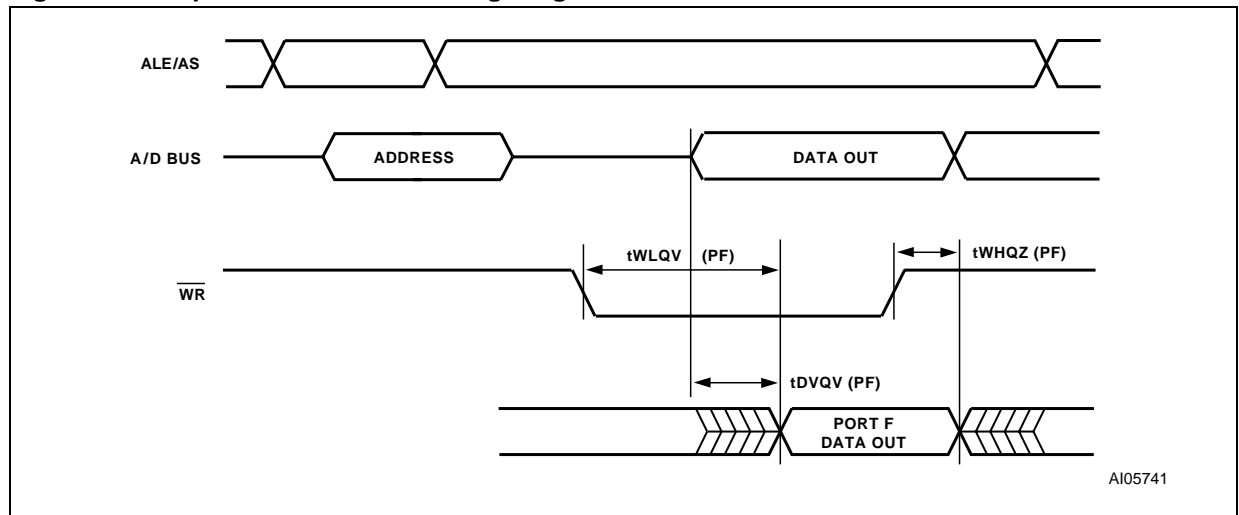 ALE/AS
A/D BUS
ADDRESS
DATA OUT
tWLQV (PF)
tWHQZ (PF)
WR
tDVQV (PF)
PORT F
DATA OUT
AI05741